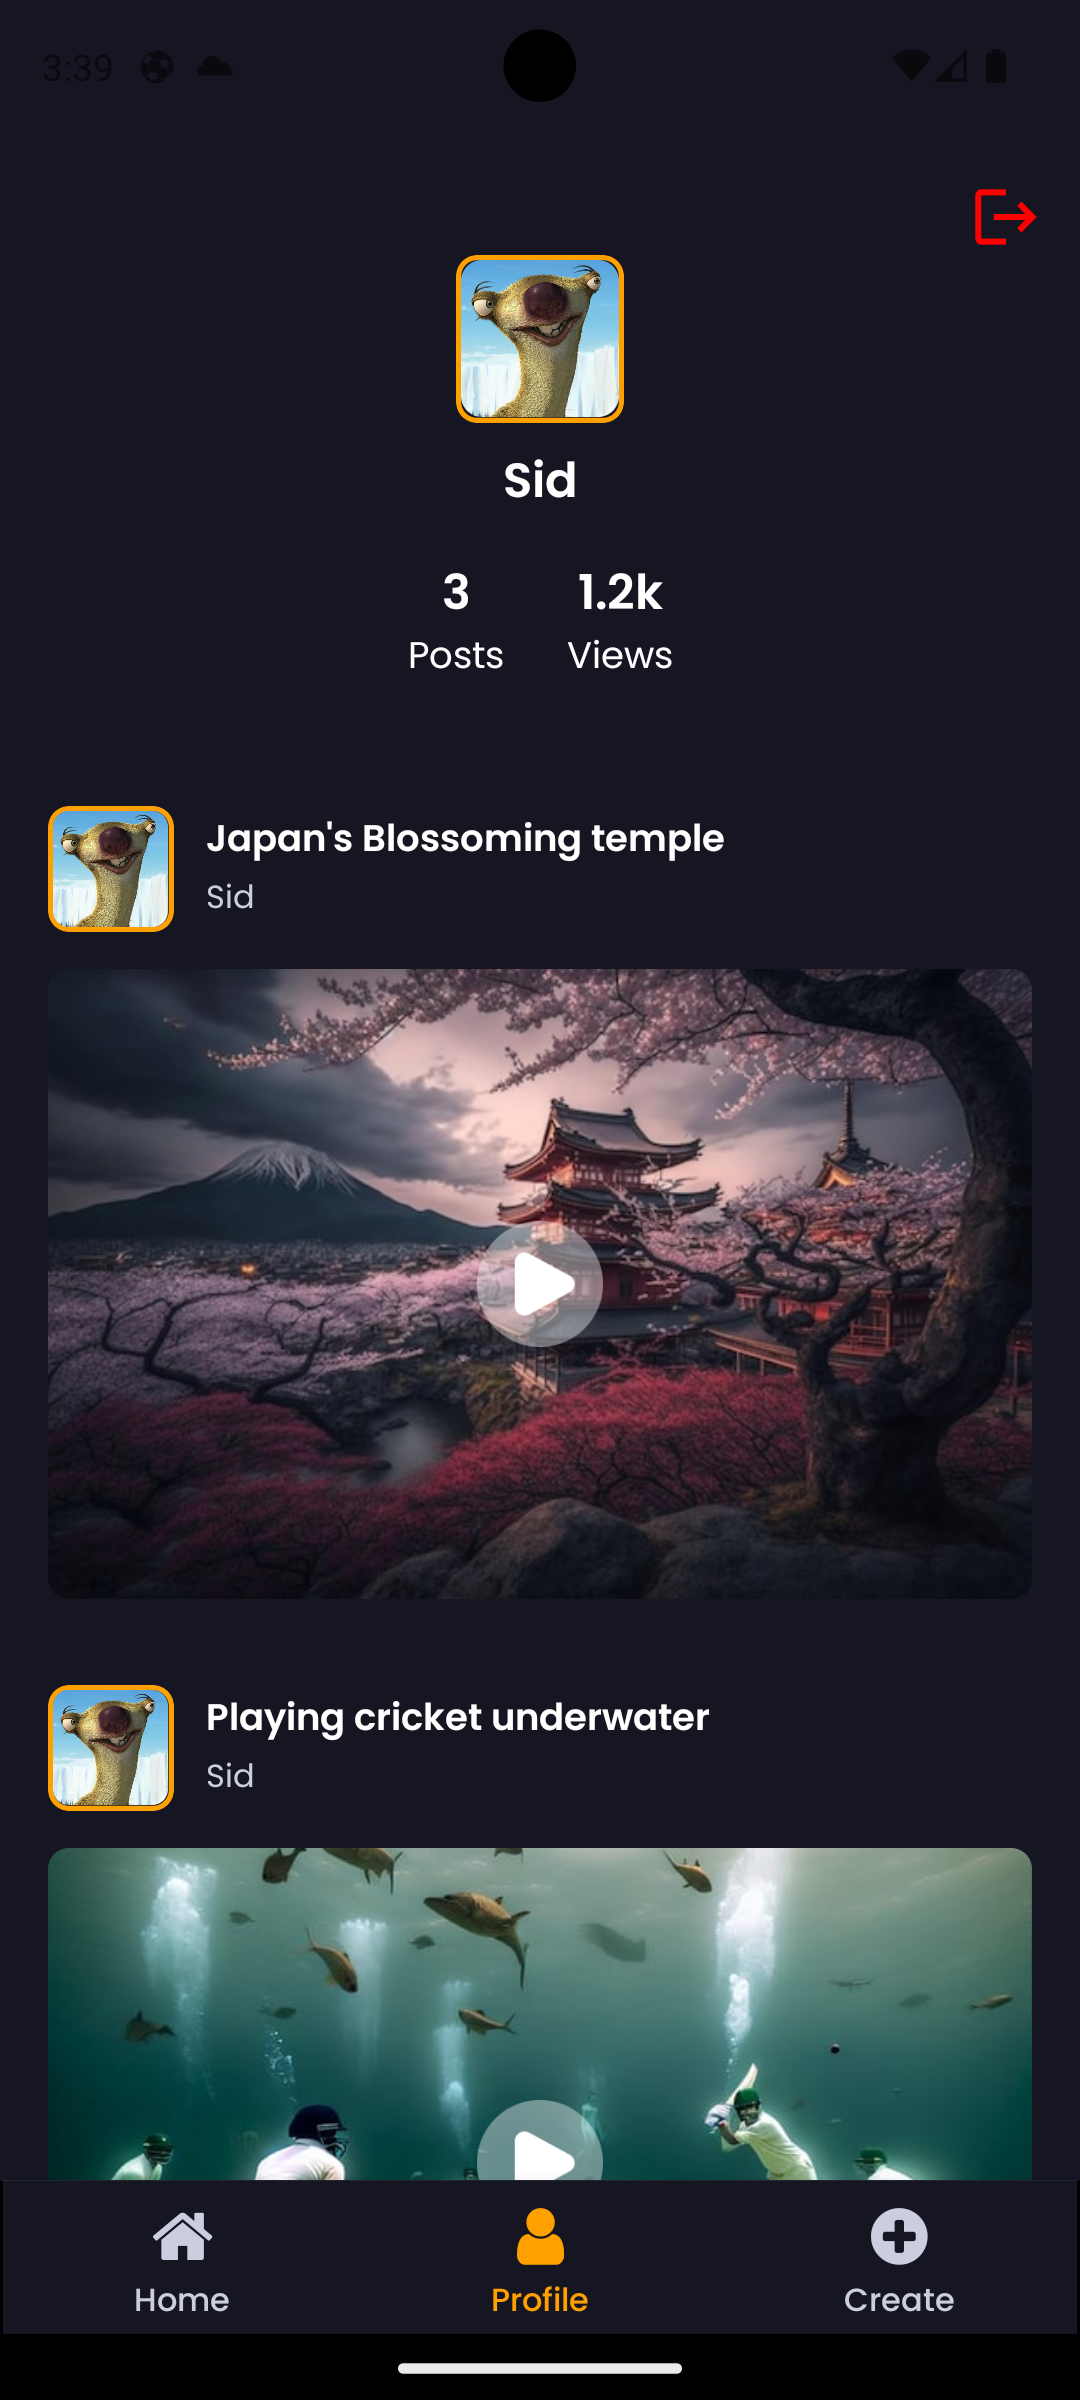 3:39
Sid
3 1.2k
Posts Views
Japan's Blossoming temple
Sid
Playing cricket underwater
Sid
Home Profile Create